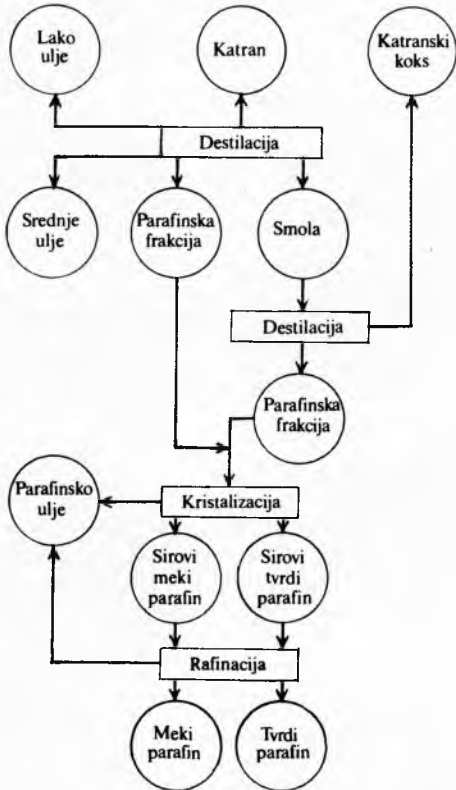 Lako
ulje
Katran
Katranski
koks
Destilacija
Srednje
ulje
Parafinska
frakcija
Smola
Destilacija
Parafinska
frakcija
Parafinsko
ulje
Kristalizacija
Sirovi
meki
parafin
Sirovi
tvrdi
parafin
Rafinacija
Meki
parafin
Tvrdi
parafin